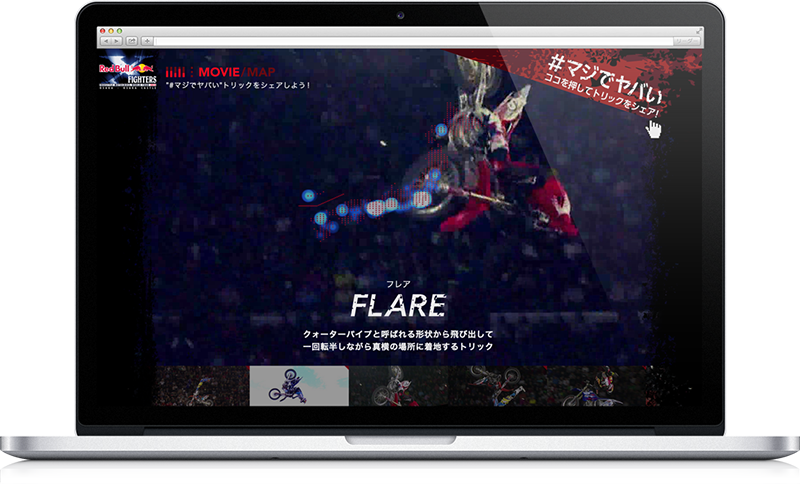 Red Bull
FIGHTERS
MOVIE/MAP
"#マジでヤバい"トリックをシェアしよう!
#マジでヤバい
ココを押してトリックをシェア!
フレア
FLARE
クォーターパイプと呼ばれる形状から飛び出して
一回転半しながら真横の場所に着地するトリック